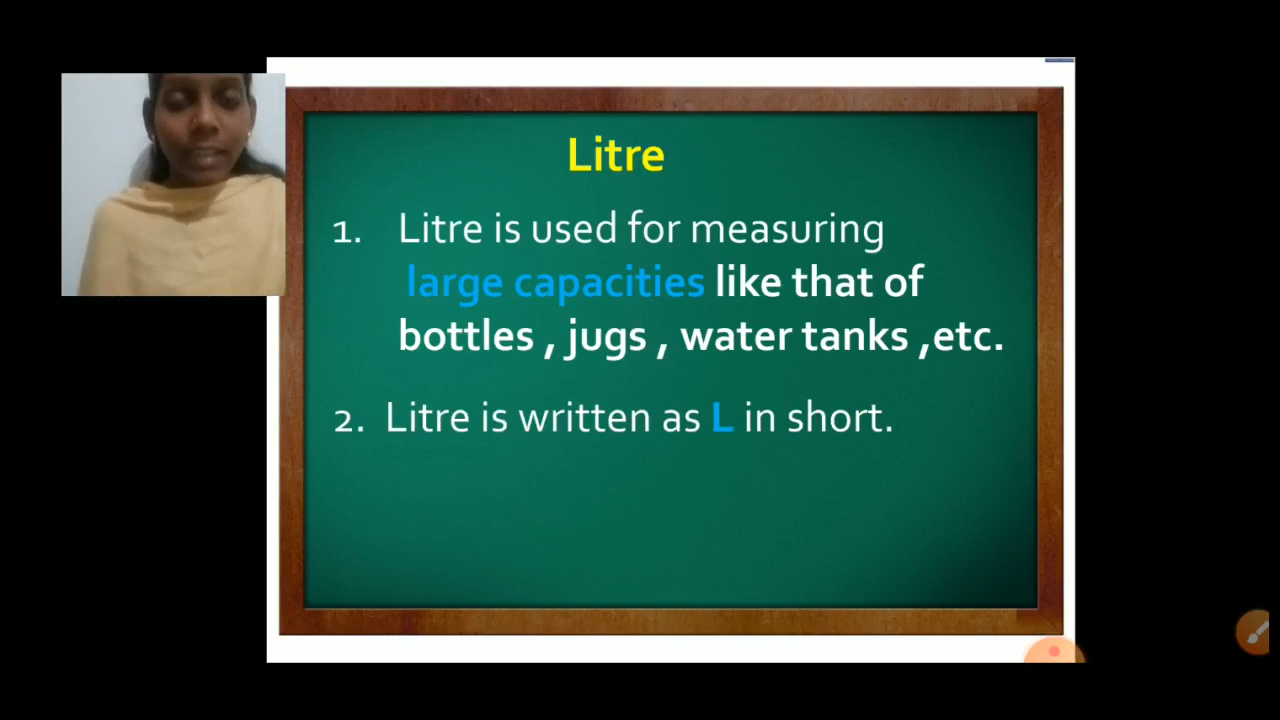 Litre
1. Litre is used for measuring
large capacities like that of
bottles , jugs , water tanks ,etc.
2. Litre is written as L in short.